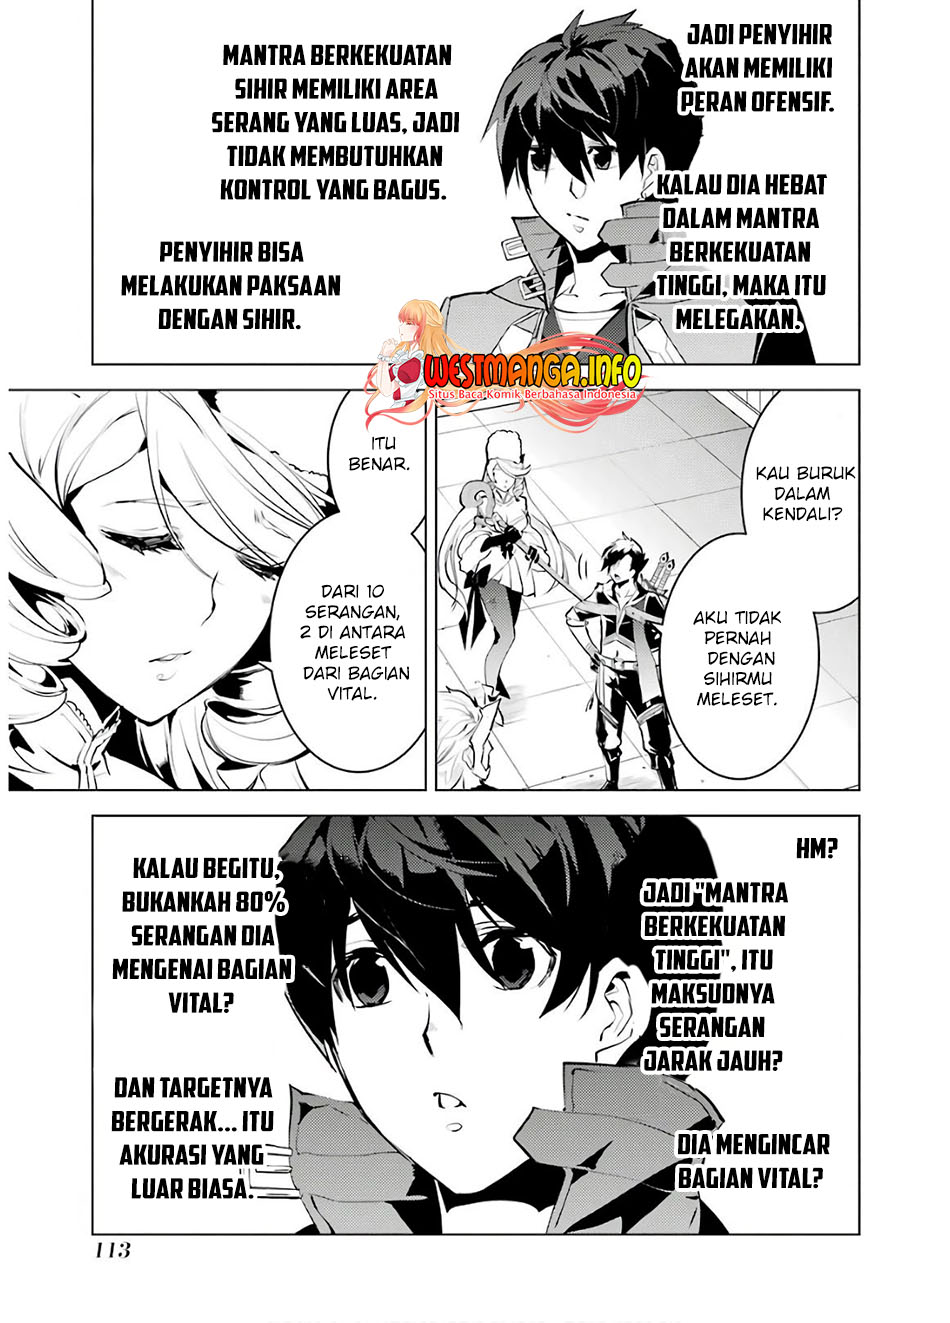 JADI PENYIHIR
AKAN MEMILIKI
PERAN OFENSIF.
KALAU DIA HEBAT
DALAM MANTRA
BERKEKUATAN
TINGGI, MAKA ITU
MELEGAKAN.
MANTRA BERKEKUATAN
SIHIR MEMILIKI AREA
SERANG YANG LUAS, JADI
TIDAK MEMBUTUHKAN
KONTROL YANG BAGUS.
PENYIHIR BISA
MELAKUKAN PAKSAAN
DENGAN SIHIR.
WESTMANGA.INFO
Situs Baca Komik Berbahasa Indonesia
KAU BURUK
DALAM
KENDALI?
AKU TIDAK
PERNAH
DENGAN
SIHIRMU
MELESET.
ITU
BENAR.
DARI 10
SERANGAN,
2 DI ANTARA
MELESET
DARI BAGIAN
VITAL.
HM?
JADI "MANTRA
BERKEKUATAN
TINGGI", ITU
MAKSUDNYA
SERANGAN
JARAK JAUH?
DIA MENGINCAR
BAGIAN VITAL?
KALAU BEGITU,
BUKANKAH 80%
SERANGAN DIA
MENGENAI BAGIAN
VITAL?
DAN TARGETNYA
BERGERAK... ITU
AKURASI YANG
LUAR BIASA.
113